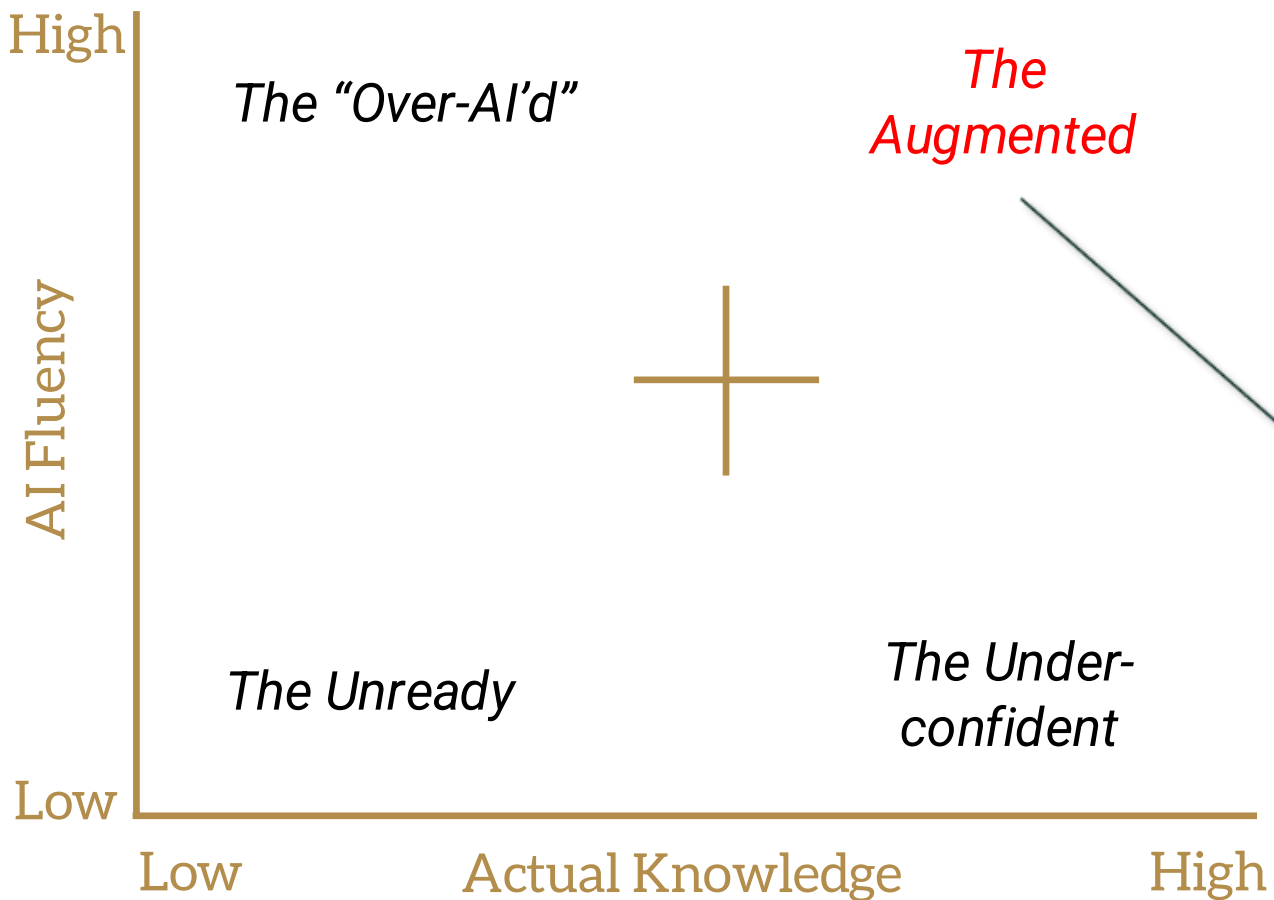 High
The “Over-AI’d”
The
Augmented
AI Fluency
The Unready
The Under-
confident
Low
Low
Actual Knowledge
High